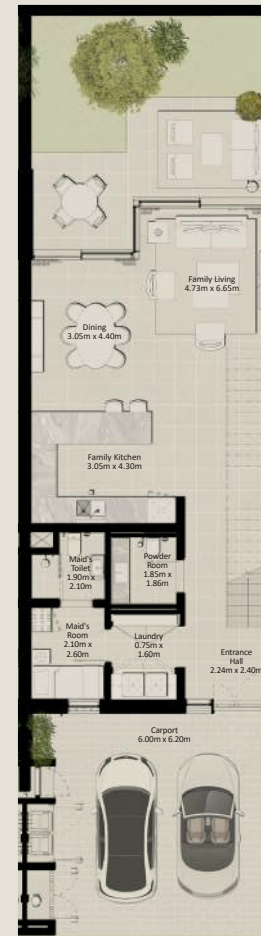 Family Living
4.73m x 6.65m
Dining
3.05m x 4.40m
Family Kitchen
3.05m x 4.30m
Maid's
Toilet
1.90m x
2.10m
Powder
Room
1.85m x
1.86m
Maid's
Room
2.10m x
2.60m
Laundry
0.75m x
1.60m
Entrance
Hall
2.24m x 2.40m
Carport
6.00m x 6.20m